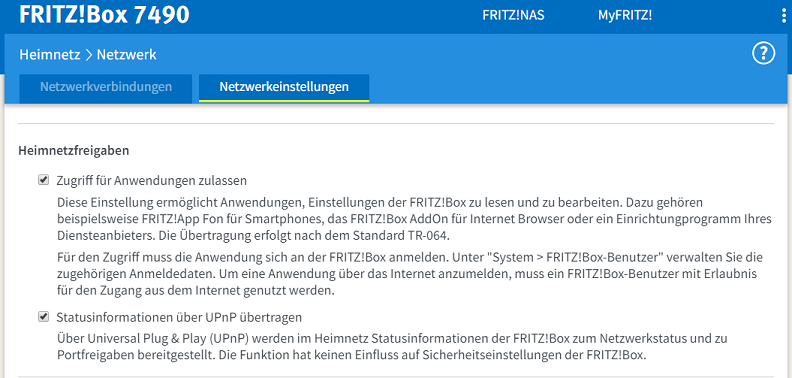 FRITZ!Box 7490
FRITZ!NAS
MyFRITZ!
Heimnetz > Netzwerk
?
Netzwerkverbindungen
Netzwerkeinstellungen
Heimnetzfreigaben
Zugriff für Anwendungen zulassen
Diese Einstellung ermöglicht Anwendungen, Einstellungen der FRITZ!Box zu lesen und zu bearbeiten. Dazu gehören
beispielsweise FRITZ!App Fon für Smartphones, das FRITZ!Box AddOn für Internet Browser oder ein Einrichtungprogramm Ihres
Diensteanbieters. Die Übertragung erfolgt nach dem Standard TR-064.
Für den Zugriff muss die Anwendung sich an der FRITZ!Box anmelden. Unter "System > FRITZ!Box-Benutzer" verwalten Sie die
zugehörigen Anmeldedaten. Um eine Anwendung über das Internet anzumelden, muss ein FRITZ!Box-Benutzer mit Erlaubnis
für den Zugang aus dem Internet genutzt werden.
Statusinformationen über UPnP übertragen
Über Universal Plug & Play (UPnP) werden im Heimnetz Statusinformationen der FRITZ!Box zum Netzwerkstatus und zu
Portfreigaben bereitgestellt. Die Funktion hat keinen Einfluss auf Sicherheitseinstellungen der FRITZ!Box.